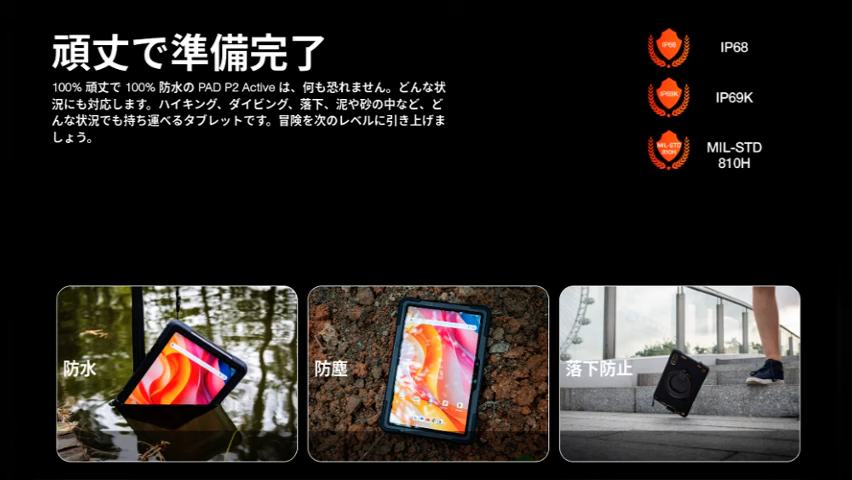 頑丈で準備完了
100% 頑丈で 100% 防水の PAD P2 Active は、何も恐れません。どんな状
況にも対応します。ハイキング、ダイビング、落下、泥や砂の中など、ど
んな状況でも持ち運べるタブレットです。冒険を次のレベルに引き上げま
しょう。
IP68
IP68
IP69K
IP69K
MIL-STD
810H
MIL-STD
810H
防水
防塵
落下防止